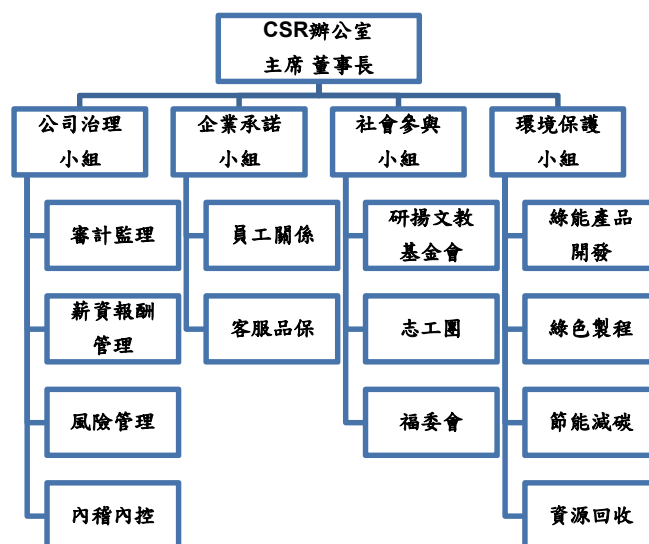 CSR辦公室
主席 董事長
公司治理
小組
審計監理
薪資報酬
管理
風險管理
內稽內控
企業承諾
小組
員工關係
客服品保
社會參與
小組
研揚文教
基金會
志工團
福委會
環境保護
小組
綠能產品
開發
綠色製程
節能減碳
資源回收